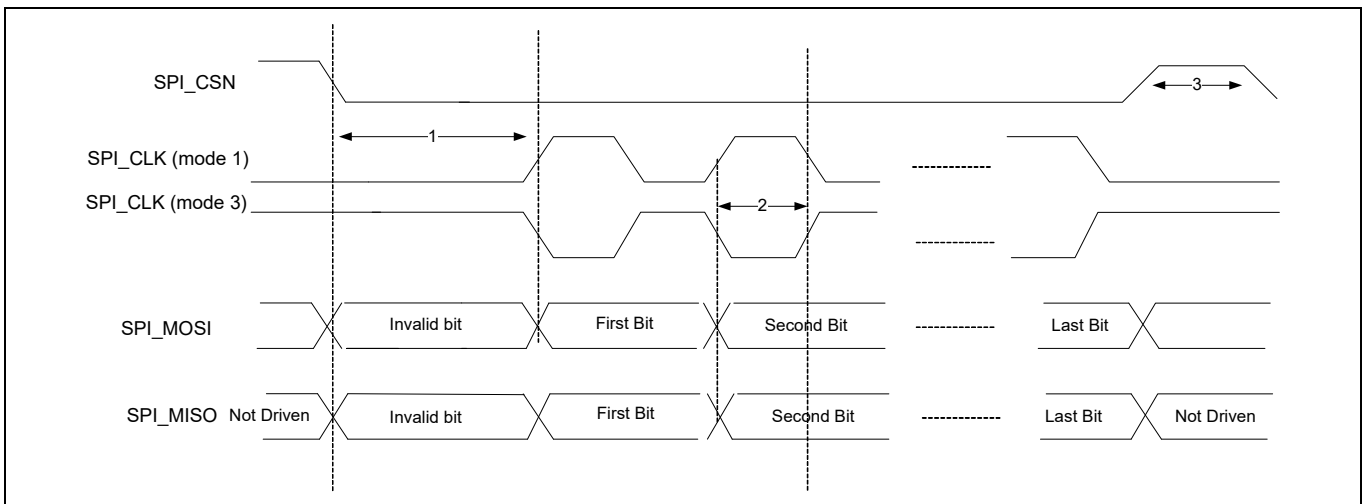 SPI_CSN
3
1
SPI_CLK (mode 1)
SPI_CLK (mode 3)
2
SPI_MOSI Invalid bit First Bit Second Bit Last Bit
SPI_MISO Not Driven Invalid bit First Bit Second Bit Last Bit Not Driven